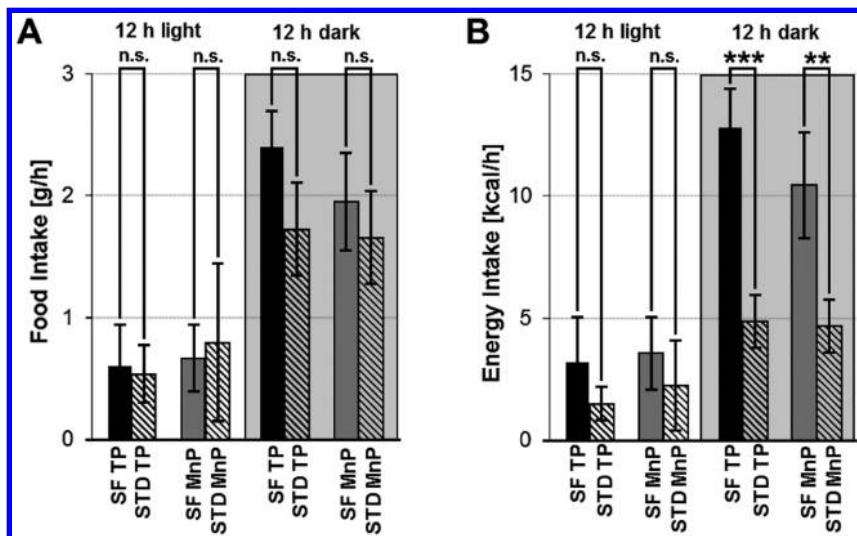 A
12 h light
12 h dark
n.s.
n.s.
n.s.
n.s.
Food Intake [g/h]
3
2
1
0
SF TP
STD TP
SF MnP
STD MnP
SF TP
STD TP
SF MnP
STD MnP
B
12 h light
12 h dark
n.s.
n.s.
***
**
Energy Intake [kcal/h]
15
10
5
0
SF TP
STD TP
SF MnP
STD MnP
SF TP
STD TP
SF MnP
STD MnP